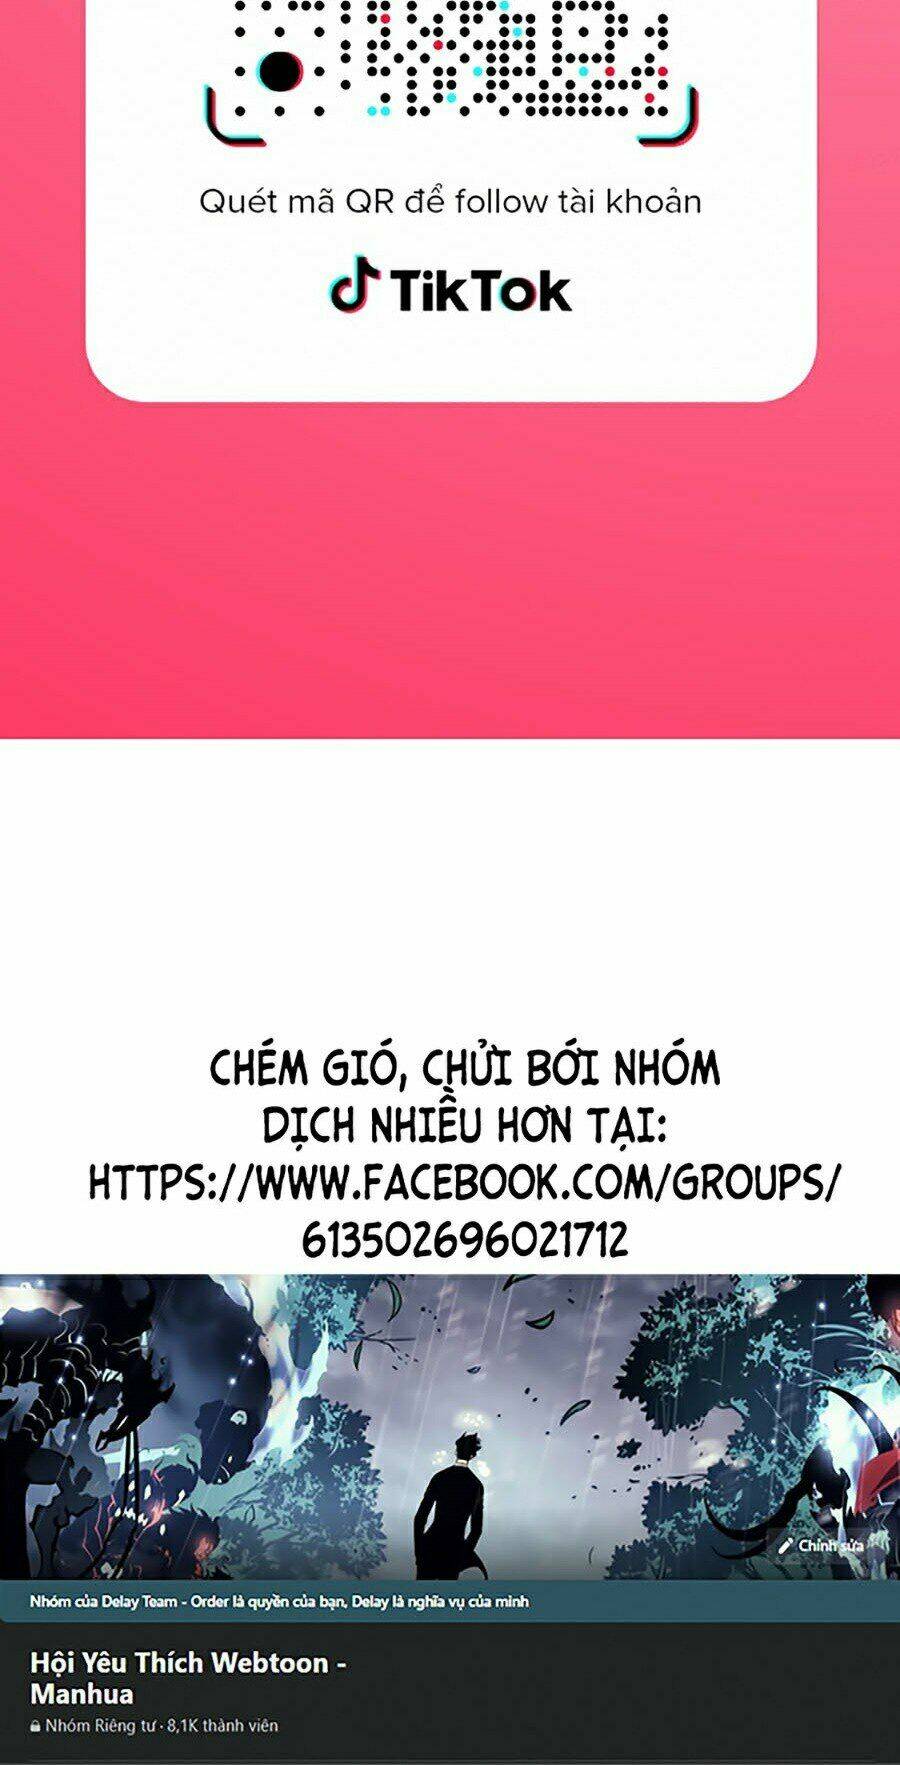 Quét mã QR để follow tài khoản
TikTok
CHÉM GIÓ, CHỬI BỚI NHÓM
DỊCH NHIỀU HƠN TẠI:
HTTPS://WWW.FACEBOOK.COM/GROUPS/
613502696021712
Chỉnh sửa
Nhóm của Delay Team - Order là quyền của bạn, Delay là nghĩa vụ của mình
Hội Yêu Thích Webtoon -
Manhua
Nhóm Riêng tư · 8,1K thành viên